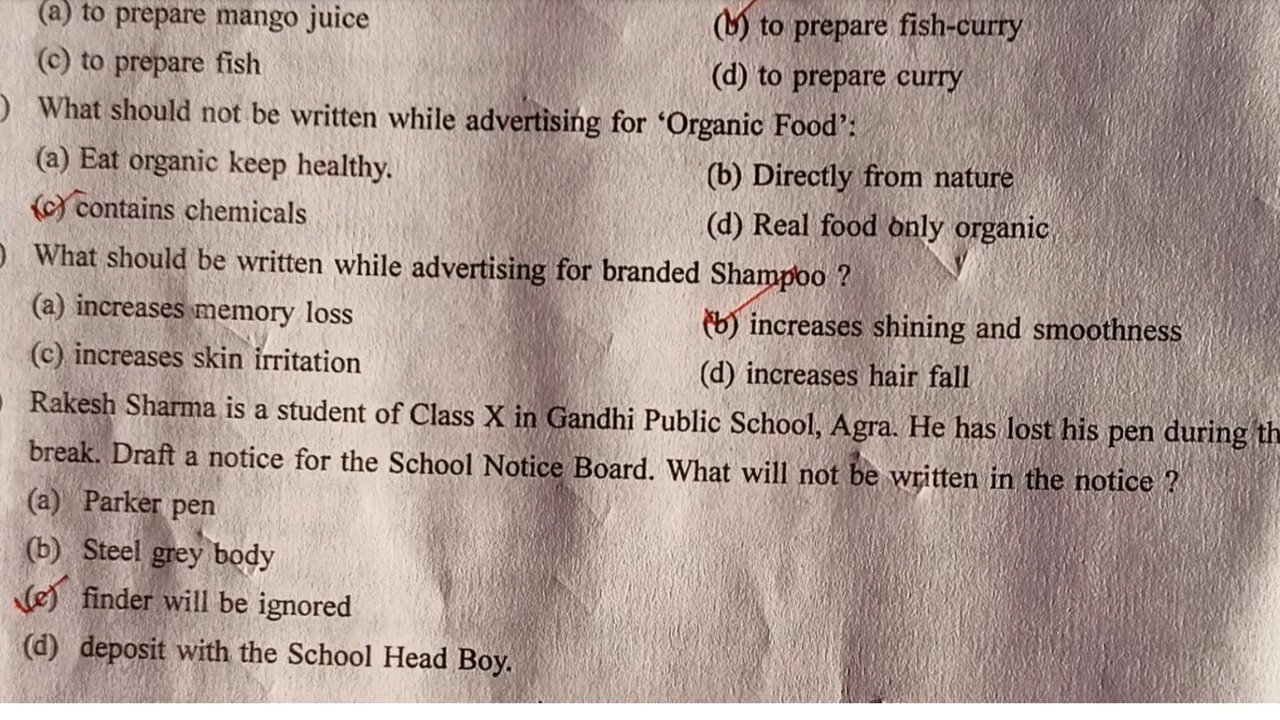 (a) to prepare mango juice (b) to prepare fish-curry
(c) to prepare fish (d) to prepare curry
) What should not be written while advertising for ‘Organic Food’:
(a) Eat organic keep healthy. (b) Directly from nature
(c) contains chemicals (d) Real food only organic
) What should be written while advertising for branded Shampoo ?
(a) increases memory loss (b) increases shining and smoothness
(c) increases skin irritation (d) increases hair fall
) Rakesh Sharma is a student of Class X in Gandhi Public School, Agra. He has lost his pen during th
break. Draft a notice for the School Notice Board. What will not be written in the notice ?
(a) Parker pen
(b) Steel grey body
(c) finder will be ignored
(d) deposit with the School Head Boy.